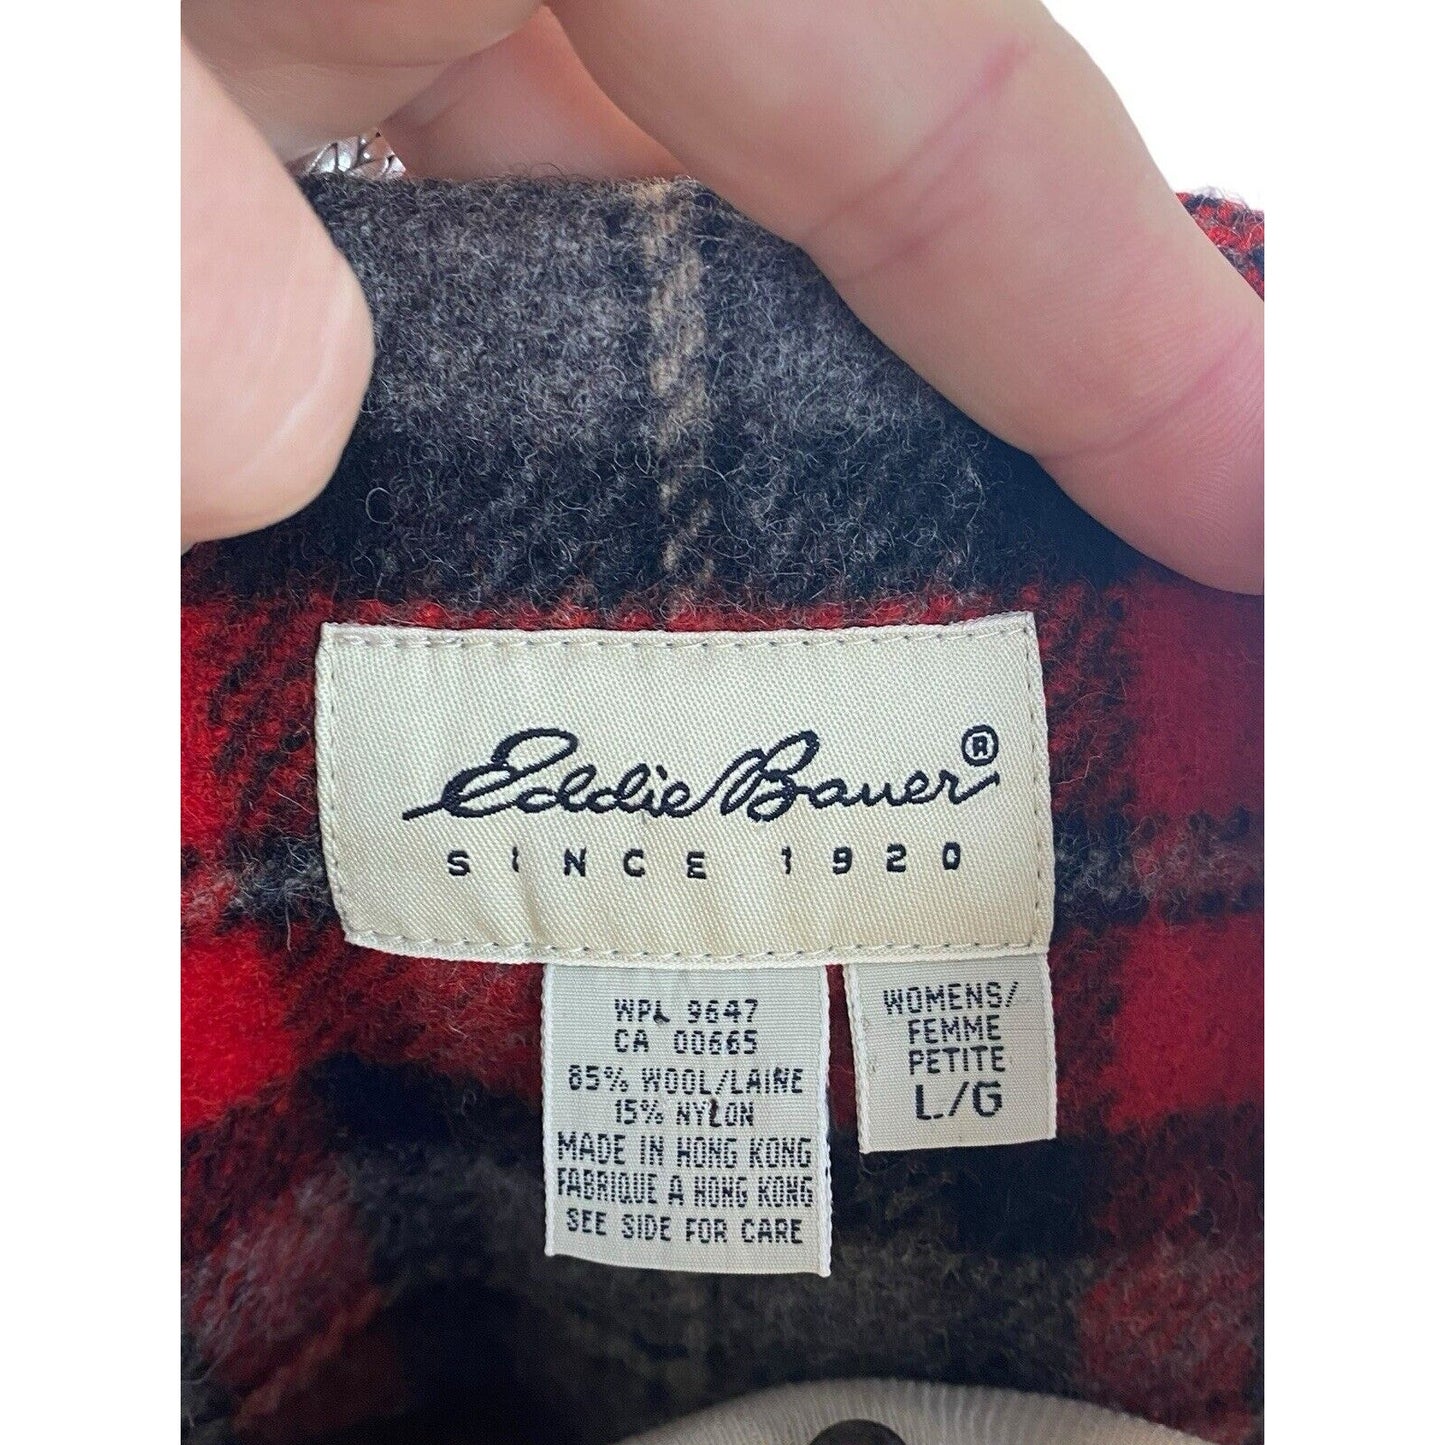 Eddie Bauer®
SINCE 1920
WPL 9647
CA 00665
85% WOOL/LAINE
15% NYLON
MADE IN HONG KONG
FABRIQUE A HONG KONG
SEE SIDE FOR CARE
WOMENS/
FEMME
PETITE
L/G